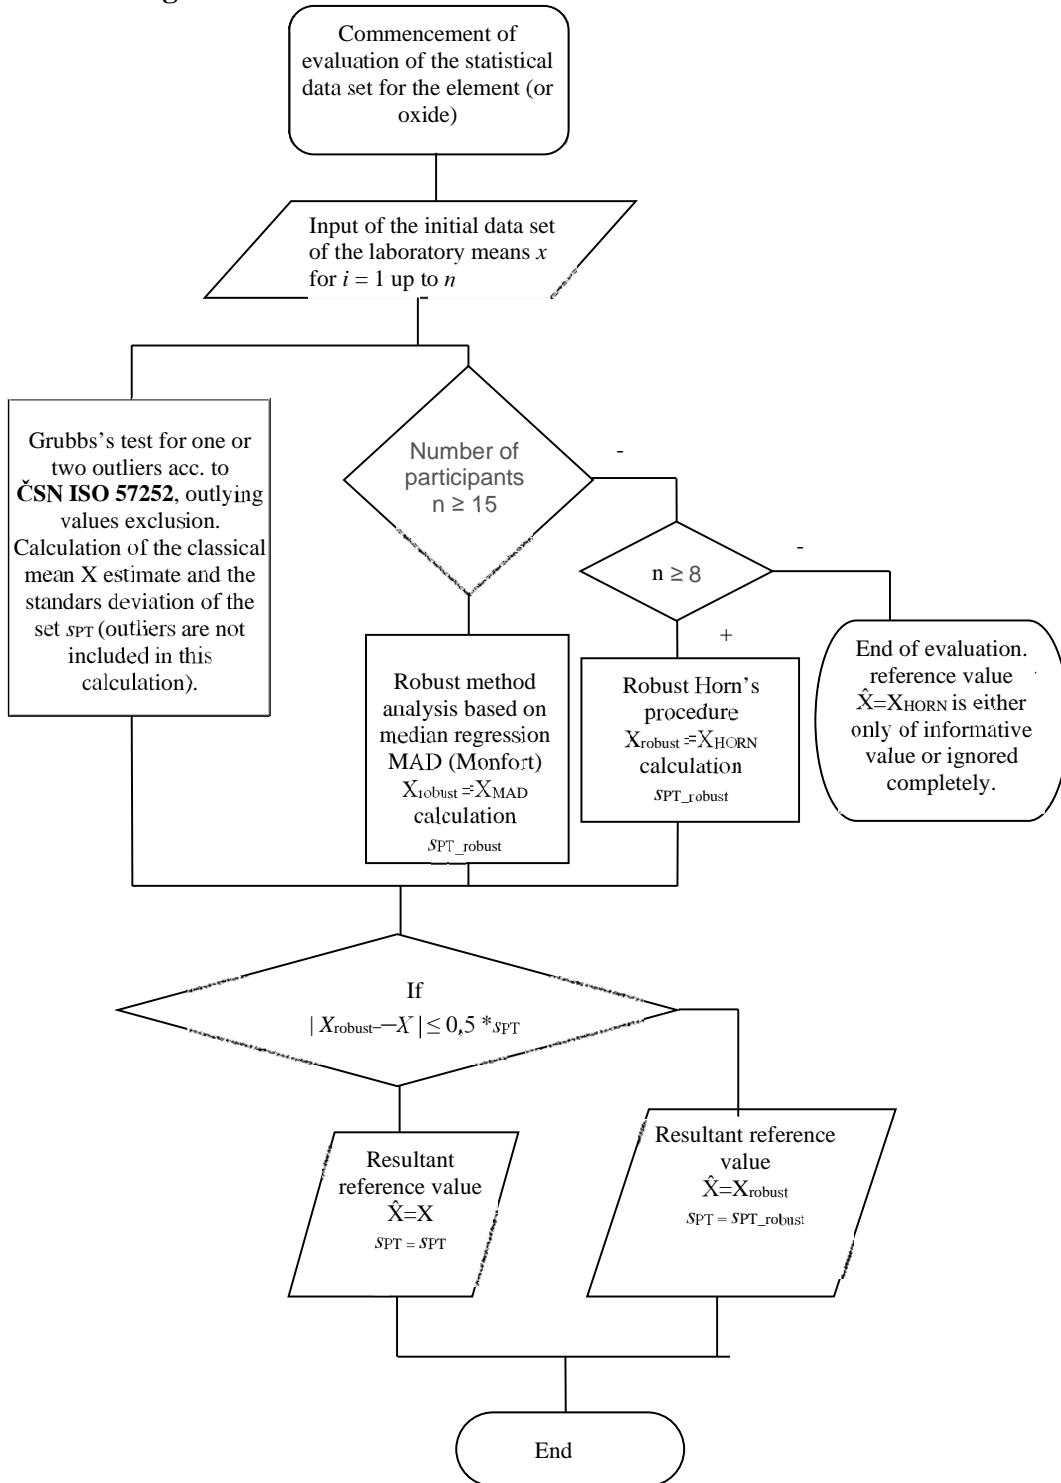 Commencement of
evaluation of the statistical
data set for the element (or
oxide)
Input of the initial data set
of the laboratory means x
for i = 1 up to n
Grubbs's test for one or
two outliers acc. to
ČSN ISO 57252, outlying
values exclusion.
Calculation of the classical
mean X estimate and the
standars deviation of the
set sPT (outliers are not
included in this
calculation).
Number of
participants
n ≥ 15
-
n ≥ 8
-
+
Robust method
analysis based on
median regression
MAD (Monfort)
Xrobust =XMAD
calculation
sPT_robust
Robust Horn's
procedure
Xrobust =XHORN
calculation
sPT_robust
End of evaluation.
reference value
X̂=XHORN is either
only of informative
value or ignored
completely.
If
| Xrobust–X | ≤ 0,5 *sPT
Resultant
reference value
X̂=X
sPT = sPT
Resultant reference
value
X̂=Xrobust
sPT = sPT_robust
End